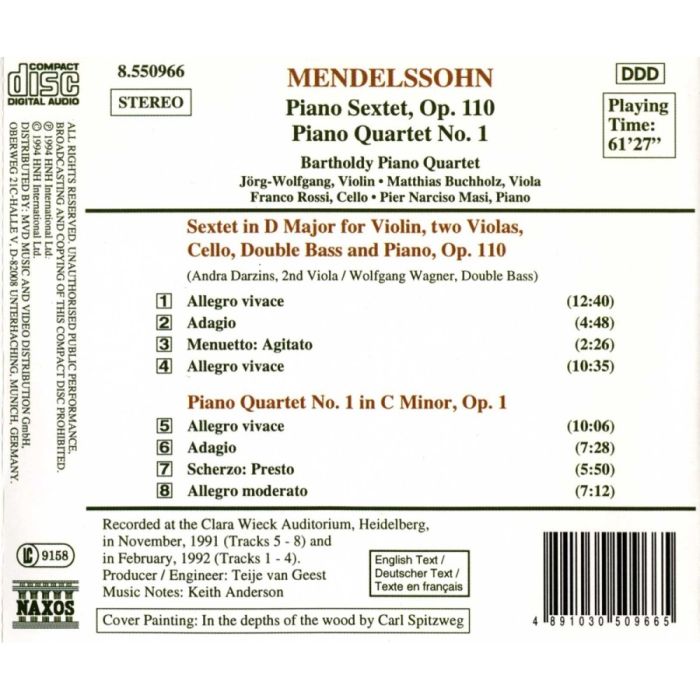 COMPACT
disc
DIGITAL AUDIO
8.550966
STEREO
MENDELSSOHN
Piano Sextet, Op. 110
Piano Quartet No. 1
DDD
Playing
Time:
61'27"
Bartholdy Piano Quartet
Jörg-Wolfgang, Violin • Matthias Buchholz, Viola
Franco Rossi, Cello • Pier Narciso Masi, Piano
Sextet in D Major for Violin, two Violas,
Cello, Double Bass and Piano, Op. 110
(Andra Darzins, 2nd Viola / Wolfgang Wagner, Double Bass)
1 Allegro vivace (12:40)
2 Adagio (4:48)
3 Menuetto: Agitato (2:26)
4 Allegro vivace (10:35)
Piano Quartet No. 1 in C Minor, Op. 1
5 Allegro vivace (10:06)
6 Adagio (7:28)
7 Scherzo: Presto (5:50)
8 Allegro moderato (7:12)
Recorded at the Clara Wieck Auditorium, Heidelberg,
in November, 1991 (Tracks 5 - 8) and
in February, 1992 (Tracks 1 - 4).
Producer / Engineer: Teije van Geest
Music Notes: Keith Anderson
English Text /
Deutscher Text /
Texte en français
Cover Painting: In the depths of the wood by Carl Spitzweg
LC 9158
NAXOS
4 891030 509665
ALL RIGHTS RESERVED. UNAUTHORISED PUBLIC PERFORMANCE,
BROADCASTING AND COPYING OF THIS COMPACT DISC PROHIBITED.
℗ 1994 HNH International Ltd.
© 1994 HNH International Ltd.
DISTRIBUTED BY: MVD MUSIC AND VIDEO DISTRIBUTION GmbH,
OBERWEG 21C-HALLE V. D-82008 UNTERHACHING, MUNICH, GERMANY.